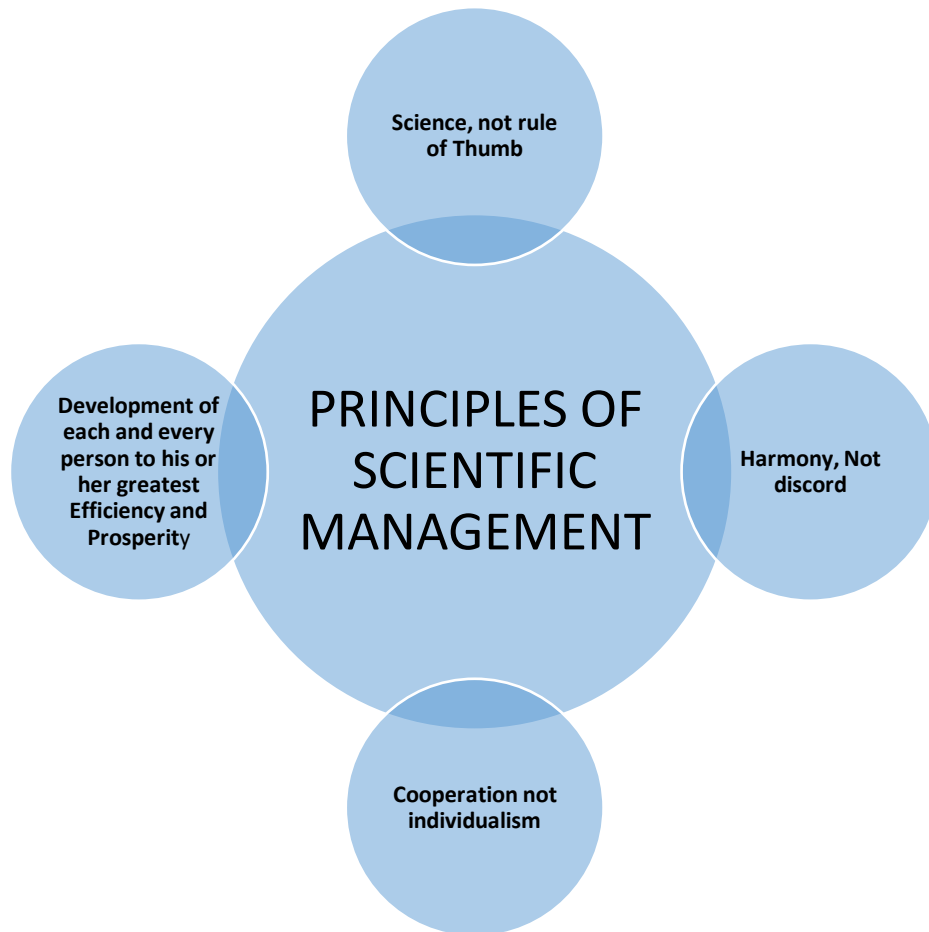 Science, not rule
of Thumb
Development of
each and every
person to his or
her greatest
Efficiency and
Prosperity
PRINCIPLES OF
SCIENTIFIC
MANAGEMENT
Harmony, Not
discord
Cooperation not
individualism